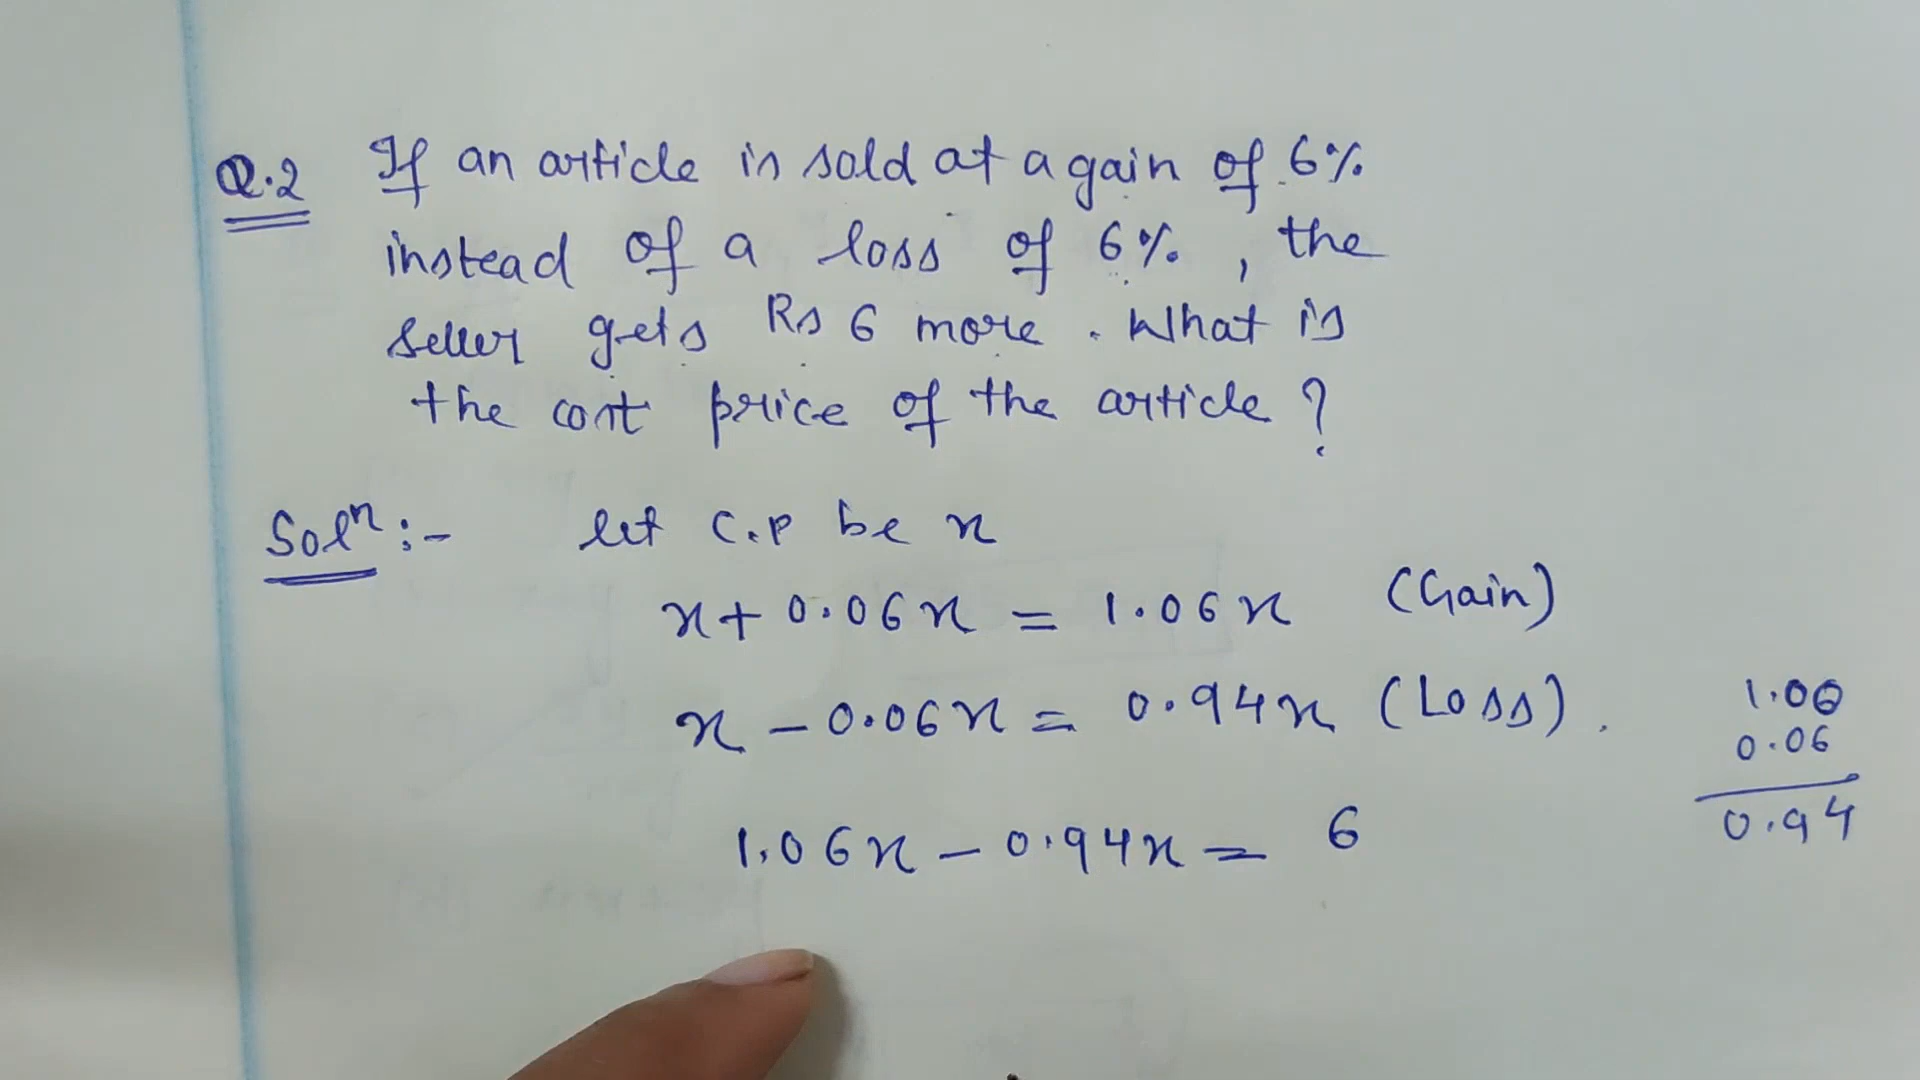 Q.2 If an article is sold at a gain of 6%
instead of a loss of 6%, the
seller gets Rs 6 more. What is
the cost price of the article?
Solⁿ:- let C.P be x
x + 0.06x = 1.06x (Gain)
x - 0.06x = 0.94x (Loss).
1.00
0.06
0.94
1.06x - 0.94x = 6